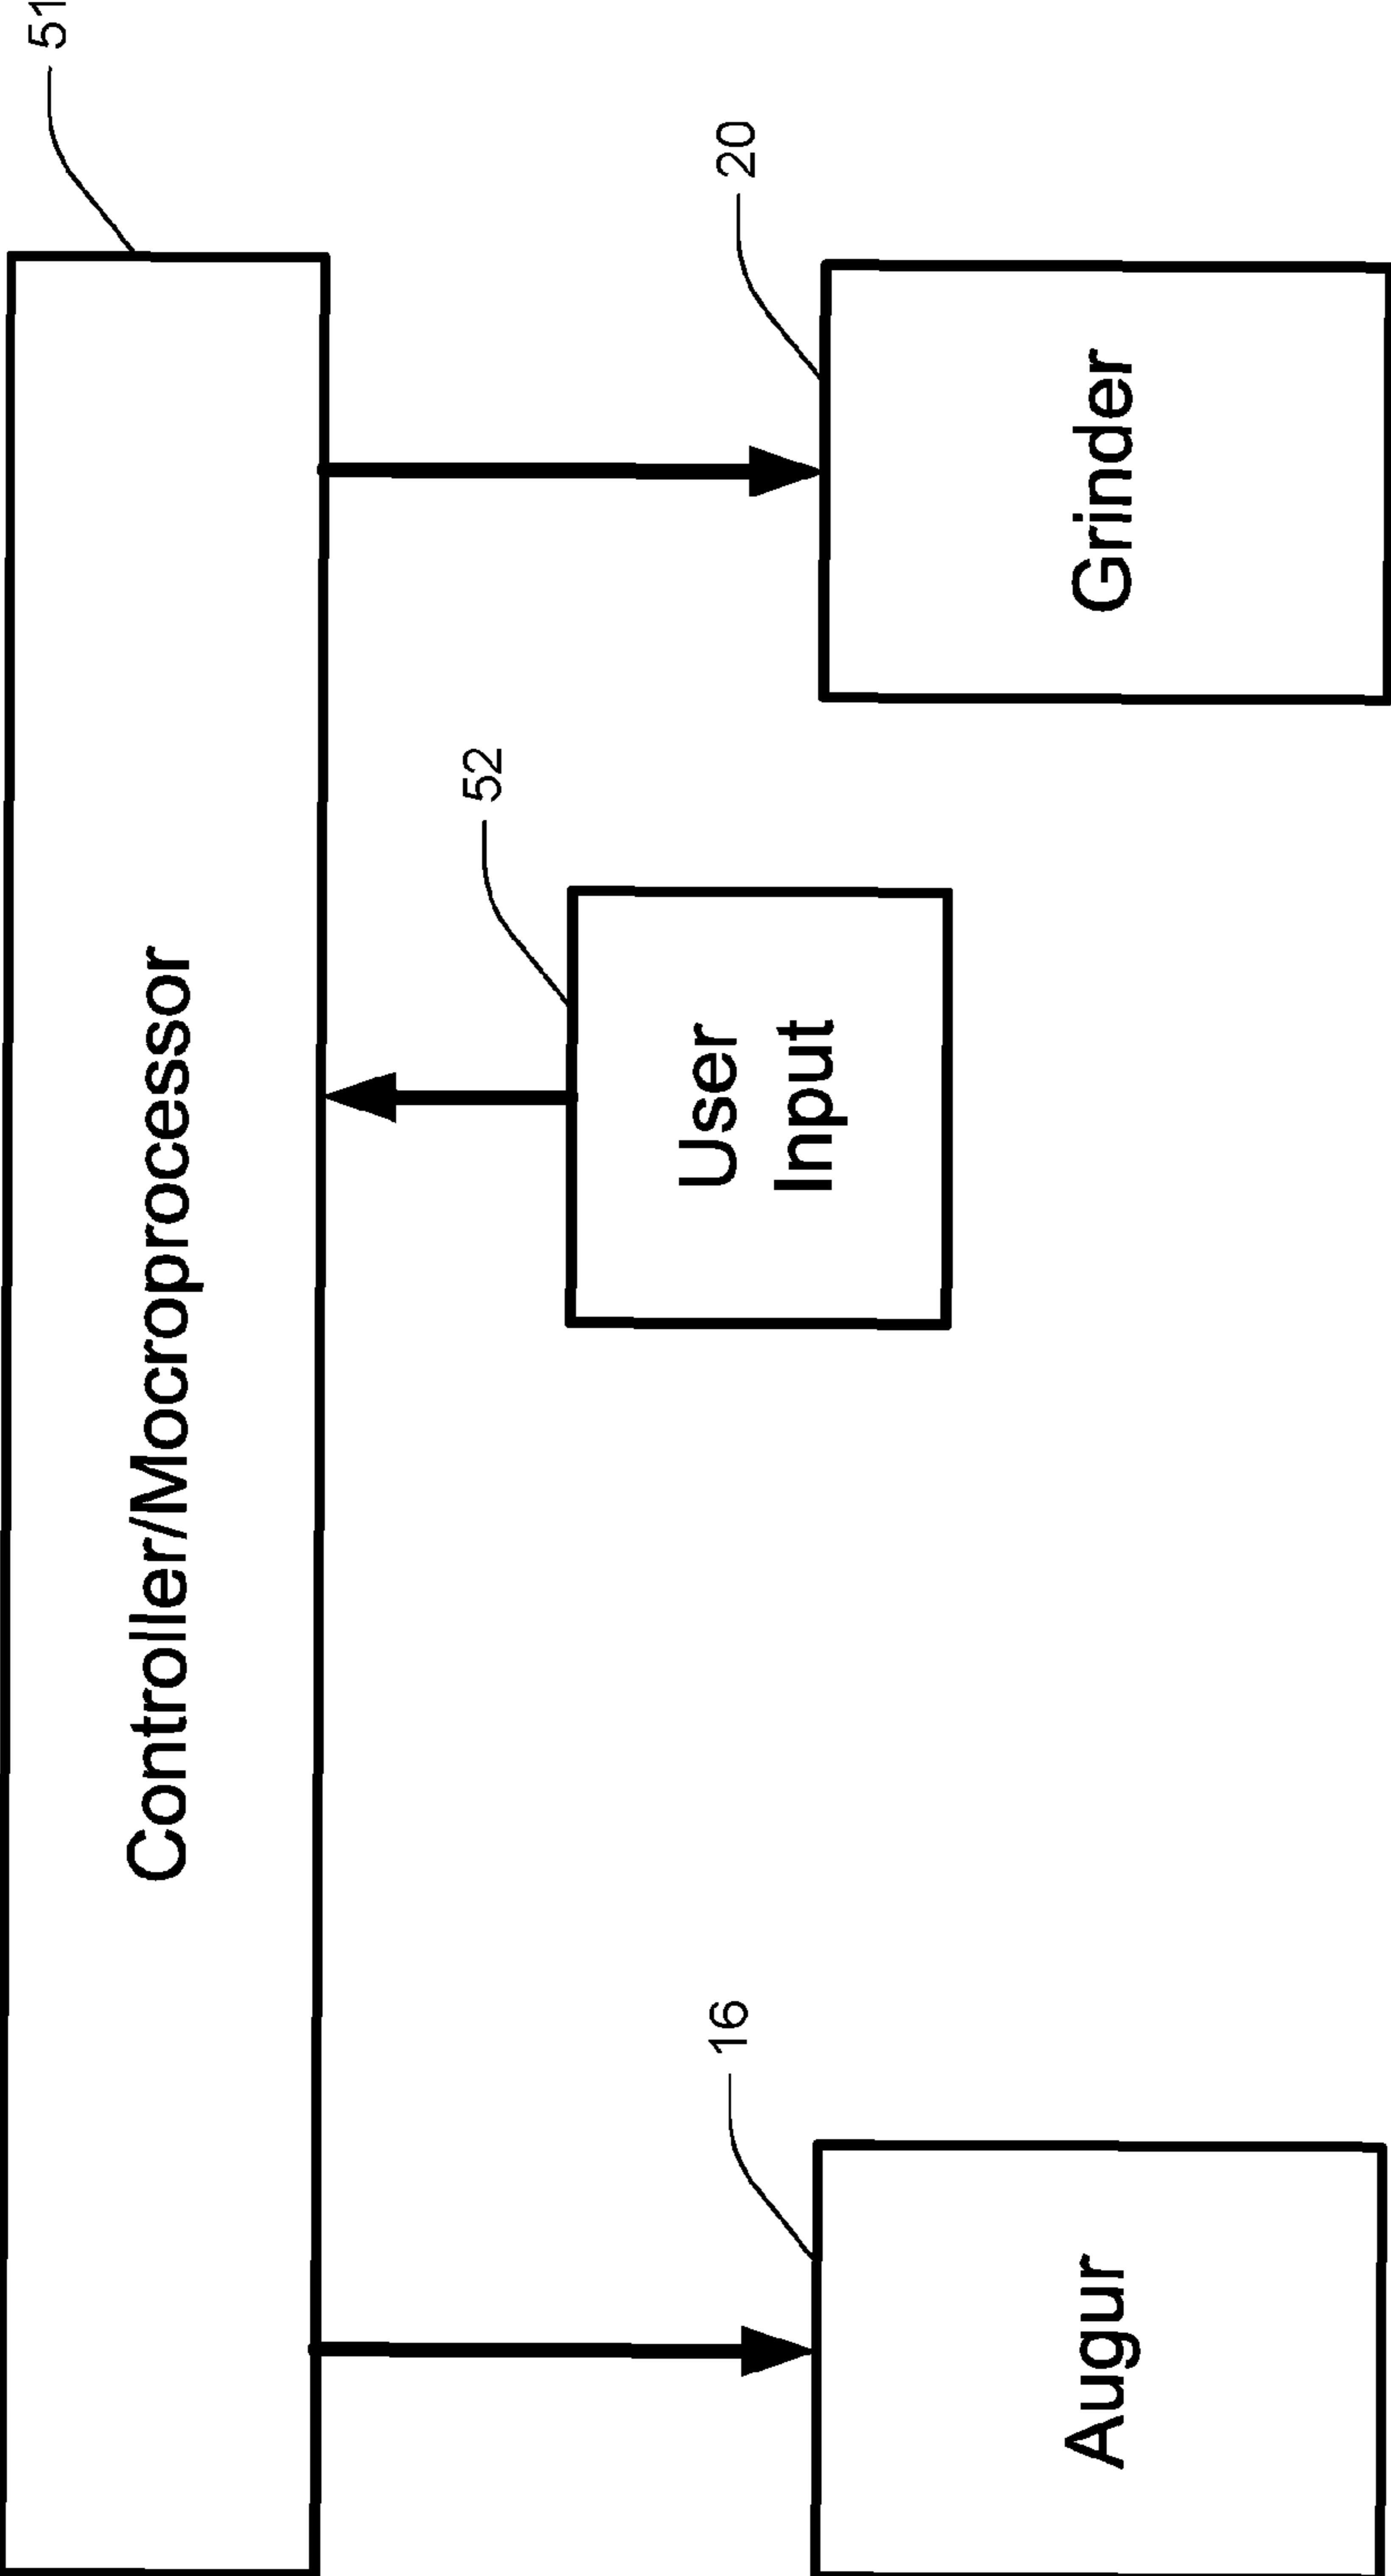 51
Controller/Mocroprocessor
52
User
Input
16
20
Augur
Grinder